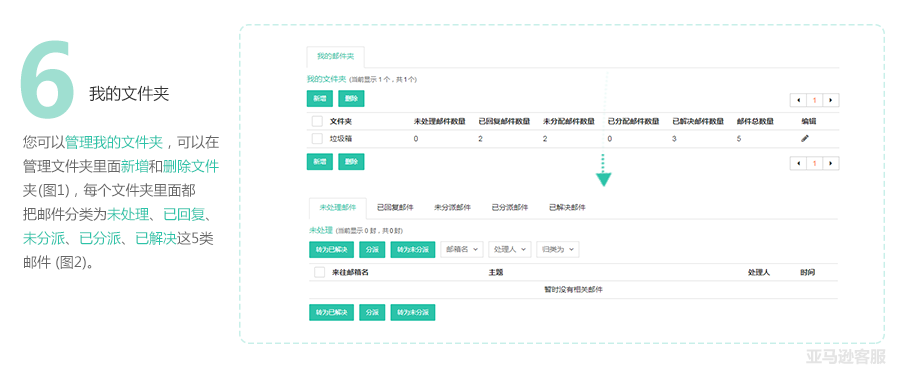 6
我的文件夹
您可以管理我的文件夹，可以在
管理文件夹里面新增和删除文件
夹(图1)，每个文件夹里面都
把邮件分类为未处理、已回复、
未分派、已分派、已解决这5类
邮件 (图2)。
我的邮件夹
我的文件夹 (当前显示 1 个，共 1 个)
新增 删除 1
文件夹 未处理邮件数量 已回复邮件数量 未分配邮件数量 已分配邮件数量 已解决邮件数量 邮件总数量 编辑
垃圾箱 0 2 2 0 3 5
新增 删除 1
未处理邮件 已回复邮件 未分派邮件 已分派邮件 已解决邮件
未处理 (当前显示 0 封，共 0 封)
转为已解决 分派 转为未分派 邮箱名 处理人 归类为
来往邮箱名 主题 处理人 时间
暂时没有相关邮件
转为已解决 分派 转为未分派
亚马逊客服